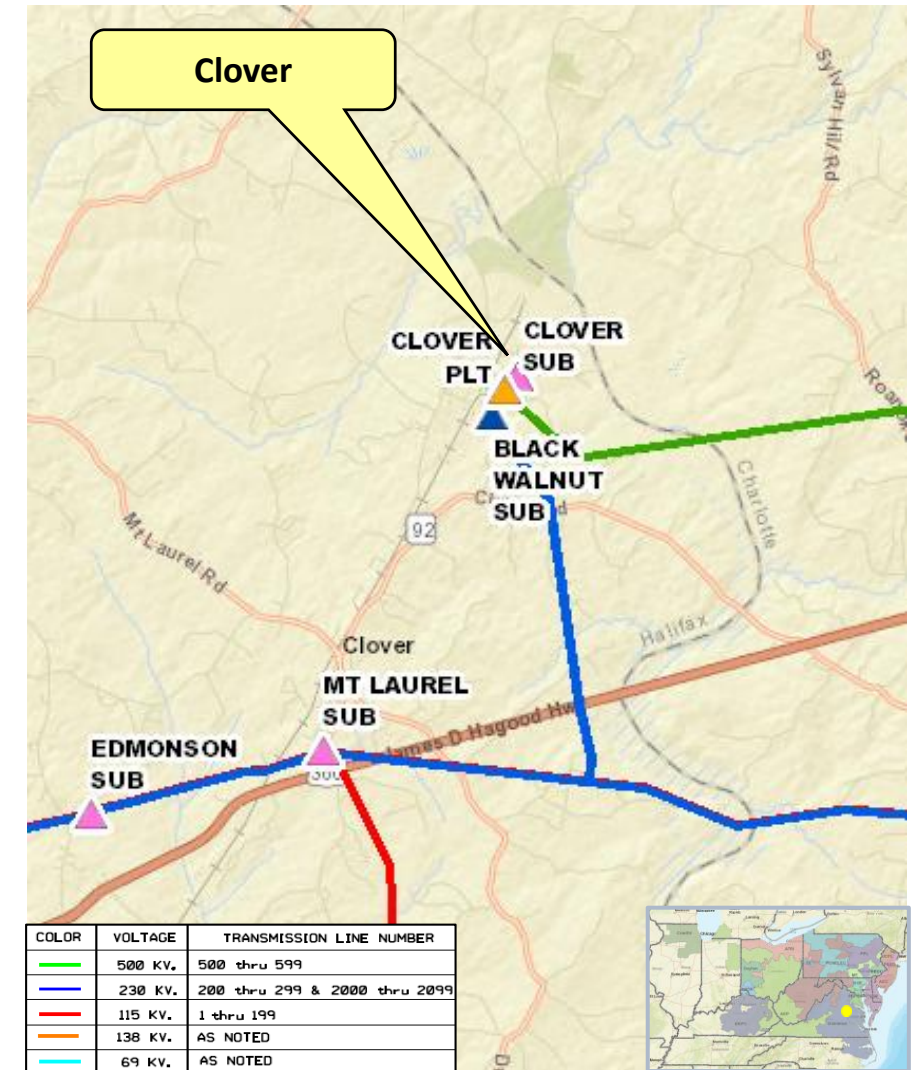 Clover
Sylvan Hill Rd
CLOVER
PLT
CLOVER
SUB
BLACK
WALNUT
SUB
92
Charlotte
Mt Laurel Rd
Halifax
Clover
MT LAUREL
SUB
James D Hagood Hw
360
EDMONSON
SUB
COLOR VOLTAGE TRANSMISSION LINE NUMBER
500 KV. 500 thru 599
230 KV. 200 thru 299 & 2000 thru 2099
115 KV. 1 thru 199
138 KV. AS NOTED
69 KV. AS NOTED